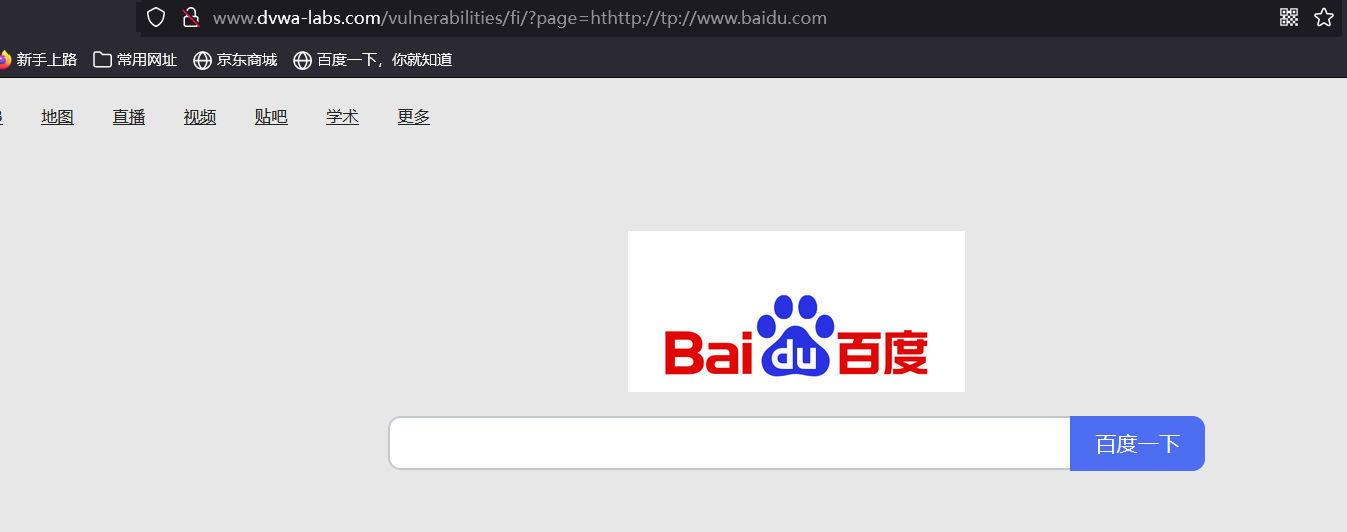 www.dvwa-labs.com/vulnerabilities/fi/?page=hthttp://tp://www.baidu.com
新手上路 常用网址 京东商城 百度一下，你就知道
地图 直播 视频 贴吧 学术 更多
Bai du 百度
百度一下